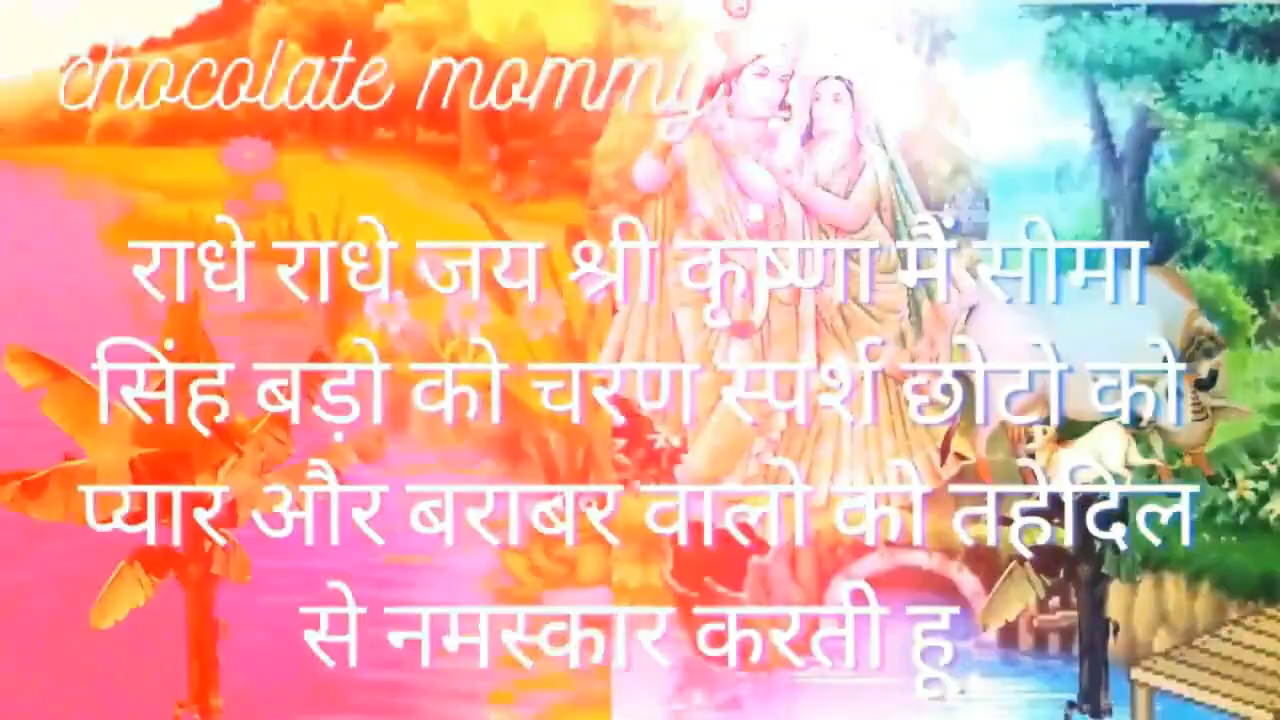 chocolate mommy
राधे राधे जय श्री कृष्णा मैं सीमा
सिंह बड़ो को चरण स्पर्श छोटो को
प्यार और बराबर वालो को तहेदिल
से नमस्कार करती हू